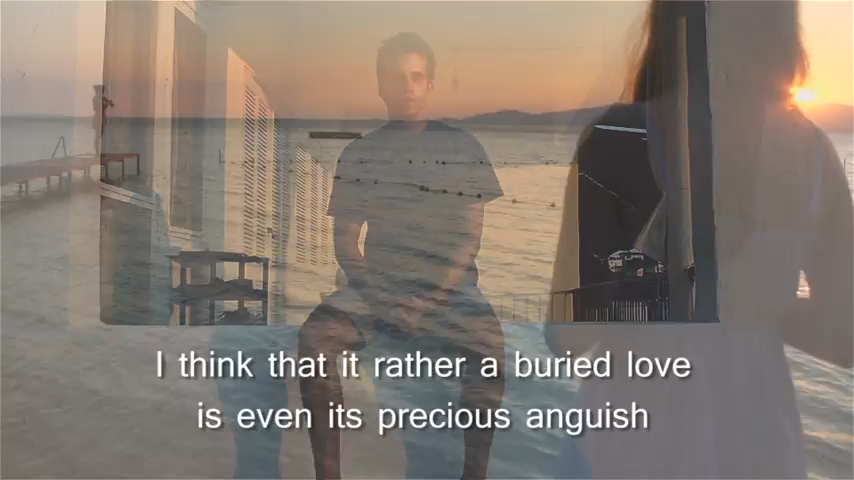 I think that it rather a buried love
is even its precious anguish